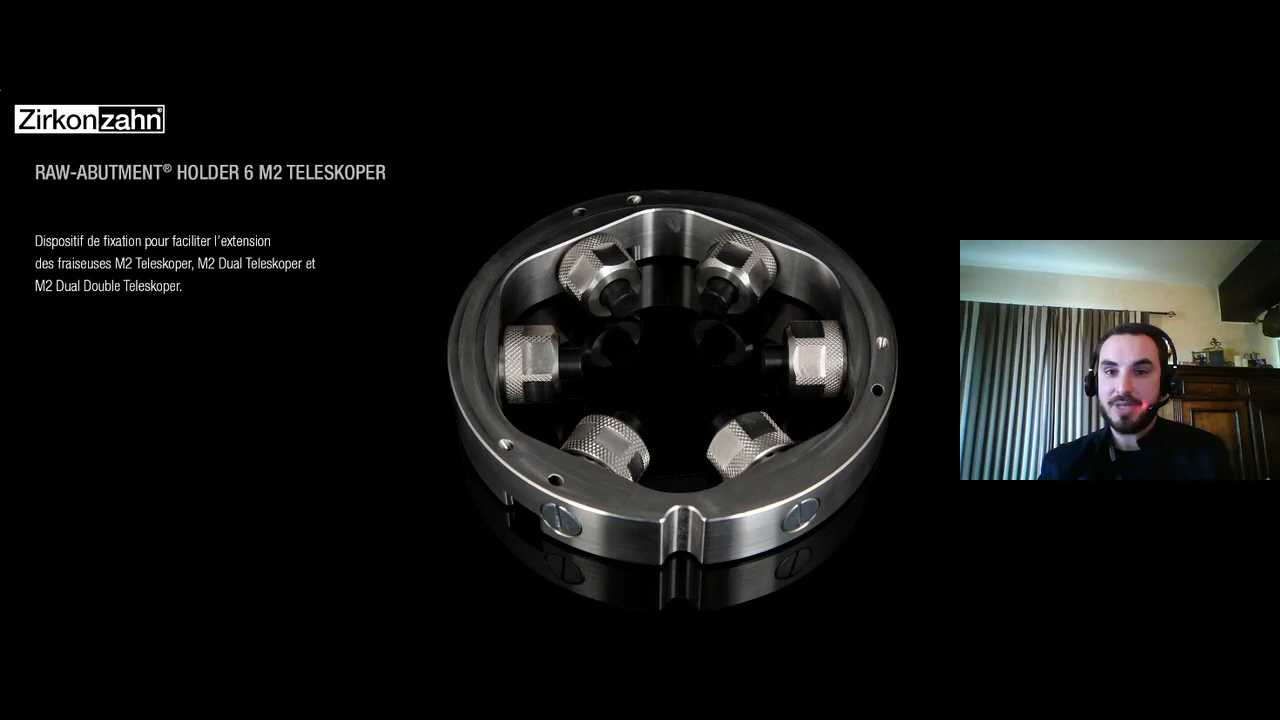 Zirkonzahn®
RAW-ABUTMENT® HOLDER 6 M2 TELESKOPER
Dispositif de fixation pour faciliter l'extension
des fraiseuses M2 Teleskoper, M2 Dual Teleskoper et
M2 Dual Double Teleskoper.